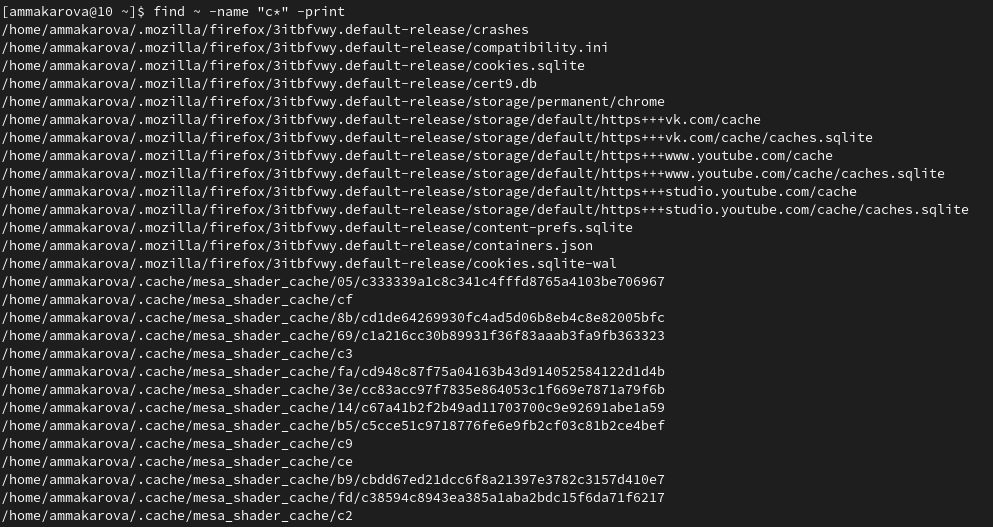 [ammakarova@10 ~]$ find ~ -name "c*" -print
/home/ammakarova/.mozilla/firefox/3itbfvwy.default-release/crashes
/home/ammakarova/.mozilla/firefox/3itbfvwy.default-release/compatibility.ini
/home/ammakarova/.mozilla/firefox/3itbfvwy.default-release/cookies.sqlite
/home/ammakarova/.mozilla/firefox/3itbfvwy.default-release/cert9.db
/home/ammakarova/.mozilla/firefox/3itbfvwy.default-release/storage/permanent/chrome
/home/ammakarova/.mozilla/firefox/3itbfvwy.default-release/storage/default/https+++vk.com/cache
/home/ammakarova/.mozilla/firefox/3itbfvwy.default-release/storage/default/https+++vk.com/cache/caches.sqlite
/home/ammakarova/.mozilla/firefox/3itbfvwy.default-release/storage/default/https+++www.youtube.com/cache
/home/ammakarova/.mozilla/firefox/3itbfvwy.default-release/storage/default/https+++www.youtube.com/cache/caches.sqlite
/home/ammakarova/.mozilla/firefox/3itbfvwy.default-release/storage/default/https+++studio.youtube.com/cache
/home/ammakarova/.mozilla/firefox/3itbfvwy.default-release/storage/default/https+++studio.youtube.com/cache/caches.sqlite
/home/ammakarova/.mozilla/firefox/3itbfvwy.default-release/content-prefs.sqlite
/home/ammakarova/.mozilla/firefox/3itbfvwy.default-release/containers.json
/home/ammakarova/.mozilla/firefox/3itbfvwy.default-release/cookies.sqlite-wal
/home/ammakarova/.cache/mesa_shader_cache/05/c333339a1c8c341c4fffd8765a4103be706967
/home/ammakarova/.cache/mesa_shader_cache/cf
/home/ammakarova/.cache/mesa_shader_cache/8b/cd1de64269930fc4ad5d06b8eb4c8e82005bfc
/home/ammakarova/.cache/mesa_shader_cache/69/c1a216cc30b89931f36f83aaab3fa9fb363323
/home/ammakarova/.cache/mesa_shader_cache/c3
/home/ammakarova/.cache/mesa_shader_cache/fa/cd948c87f75a04163b43d914052584122d1d4b
/home/ammakarova/.cache/mesa_shader_cache/3e/cc83acc97f7835e864053c1f669e7871a79f6b
/home/ammakarova/.cache/mesa_shader_cache/14/c67a41b2f2b49ad11703700c9e92691abe1a59
/home/ammakarova/.cache/mesa_shader_cache/b5/c5cce51c9718776fe6e9fb2cf03c81b2ce4bef
/home/ammakarova/.cache/mesa_shader_cache/c9
/home/ammakarova/.cache/mesa_shader_cache/ce
/home/ammakarova/.cache/mesa_shader_cache/b9/cbdd67ed21dcc6f8a21397e3782c3157d410e7
/home/ammakarova/.cache/mesa_shader_cache/fd/c38594c8943ea385a1aba2bdc15f6da71f6217
/home/ammakarova/.cache/mesa_shader_cache/c2